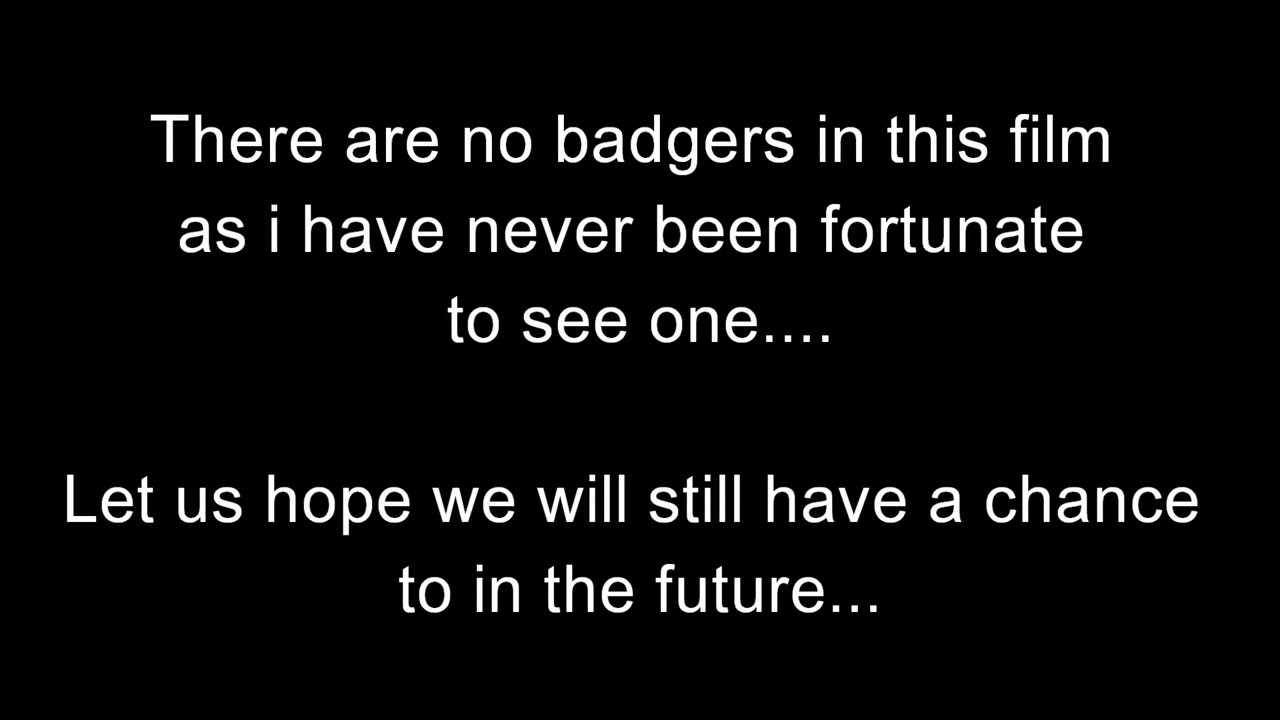 There are no badgers in this film
as i have never been fortunate
to see one....
Let us hope we will still have a chance
to in the future...